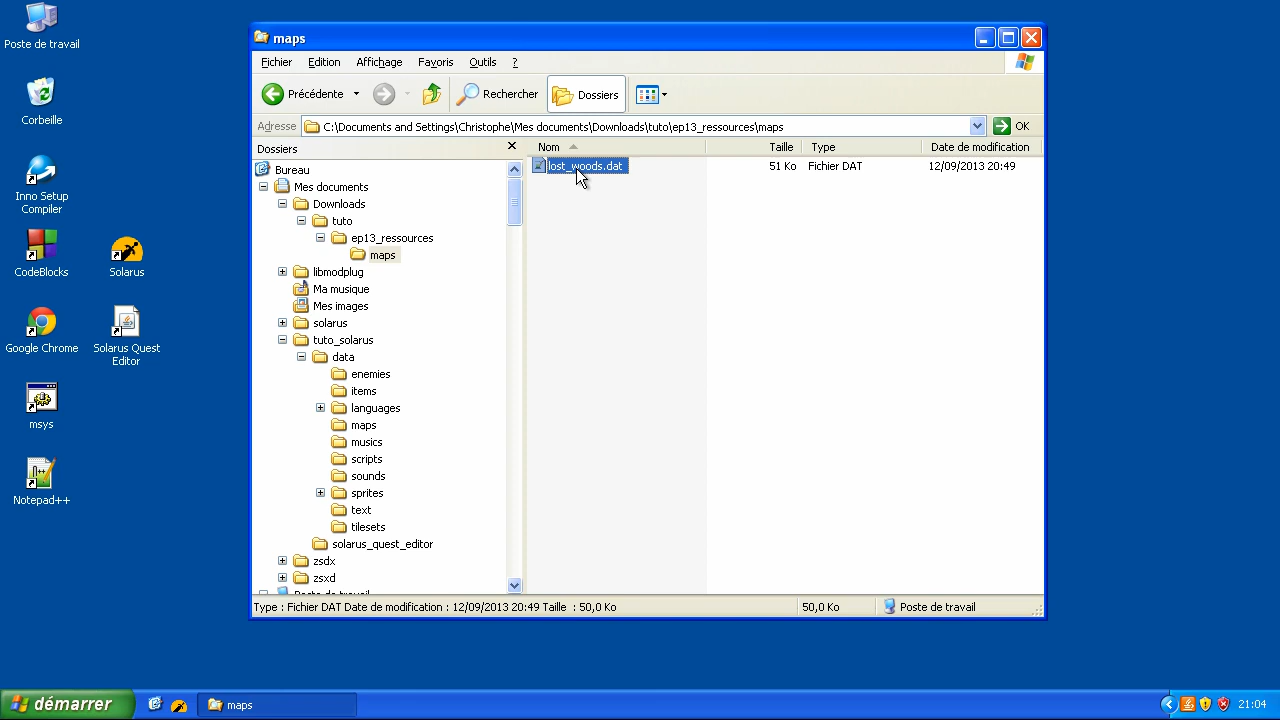 Poste de travail
Corbeille
Inno Setup
Compiler
CodeBlocks
Solarus
Google Chrome
Solarus Quest
Editor
msys
Notepad++
maps
Fichier
Affichage
Favoris
Outils
?
Précédente
Rechercher
Dossiers
Adresse
C:\Documents and Settings\Christophe\Mes documents\Downloads\tuto\ep13_ressources\maps
OK
Dossiers
Nom
Taille
Type
Date de modification
lost_woods.dat
51 Ko
Fichier DAT
12/09/2013 20:49
Bureau
Mes documents
Downloads
tuto
ep13_ressources
maps
libmodplug
Ma musique
Mes images
solarus
tuto_solarus
data
enemies
items
languages
maps
musics
scripts
sounds
sprites
text
tilesets
solarus_quest_editor
zsdx
zsxd
Type : Fichier DAT Date de modification : 12/09/2013 20:49 Taille : 50,0 Ko
50,0 Ko
Poste de travail
démarrer
maps
21:04